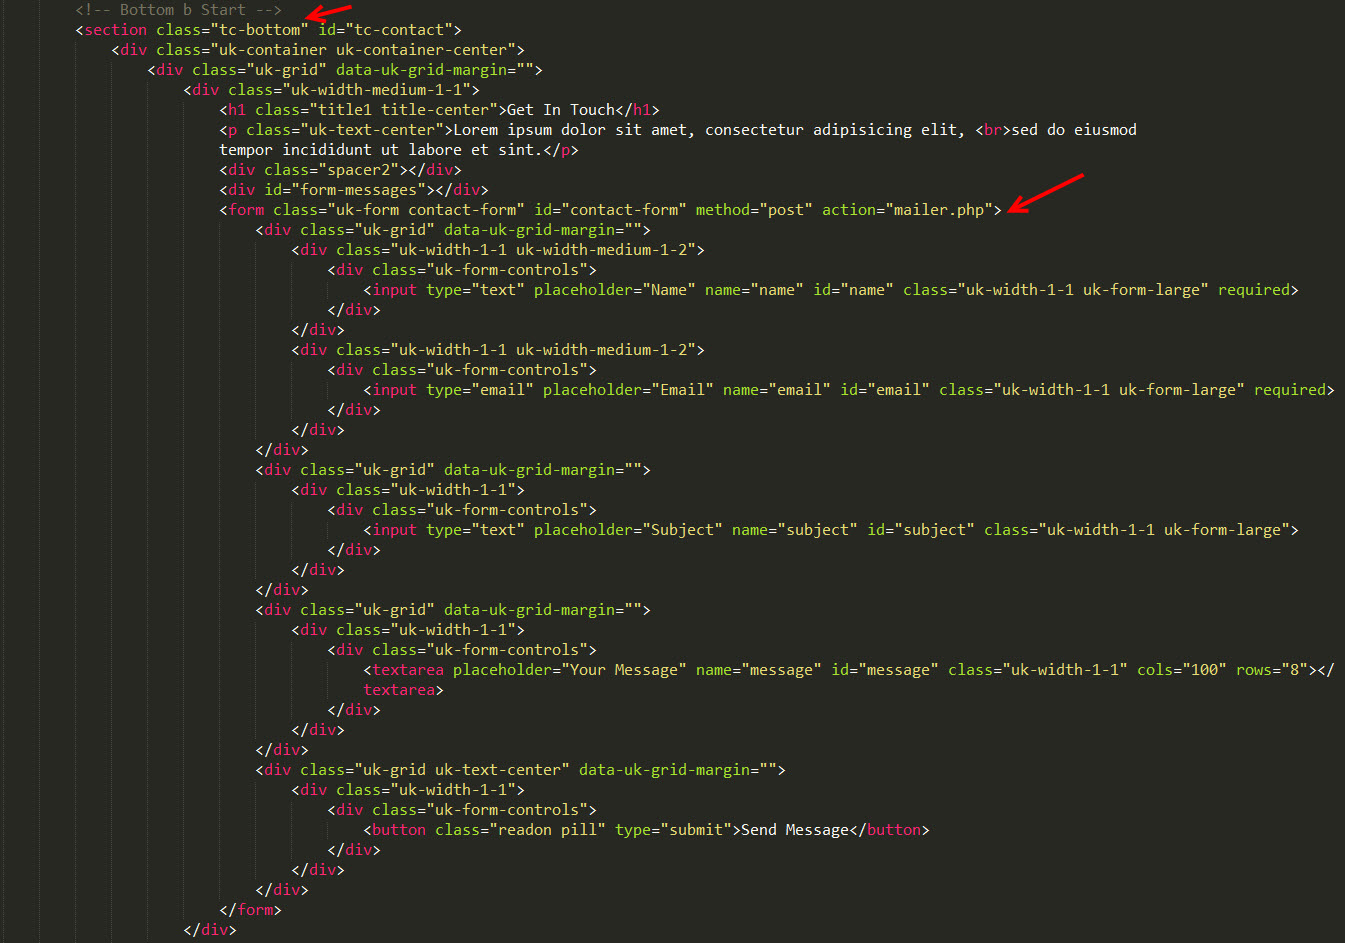 <!-- Bottom b Start -->
<section class="tc-bottom" id="tc-contact">
<div class="uk-container uk-container-center">
<div class="uk-grid" data-uk-grid-margin="">
<div class="uk-width-medium-1-1">
<h1 class="title1 title-center">Get In Touch</h1>
<p class="uk-text-center">Lorem ipsum dolor sit amet, consectetur adipisicing elit, <br>sed do eiusmod
tempor incididunt ut labore et sint.</p>
<div class="spacer2"></div>
<div id="form-messages"></div>
<form class="uk-form contact-form" id="contact-form" method="post" action="mailer.php">
<div class="uk-grid" data-uk-grid-margin="">
<div class="uk-width-1-1 uk-width-medium-1-2">
<div class="uk-form-controls">
<input type="text" placeholder="Name" name="name" id="name" class="uk-width-1-1 uk-form-large" required>
</div>
</div>
<div class="uk-width-1-1 uk-width-medium-1-2">
<div class="uk-form-controls">
<input type="email" placeholder="Email" name="email" id="email" class="uk-width-1-1 uk-form-large" required>
</div>
</div>
</div>
<div class="uk-grid" data-uk-grid-margin="">
<div class="uk-width-1-1">
<div class="uk-form-controls">
<input type="text" placeholder="Subject" name="subject" id="subject" class="uk-width-1-1 uk-form-large">
</div>
</div>
</div>
<div class="uk-grid" data-uk-grid-margin="">
<div class="uk-width-1-1">
<div class="uk-form-controls">
<textarea placeholder="Your Message" name="message" id="message" class="uk-width-1-1" cols="100" rows="8"></
textarea>
</div>
</div>
</div>
<div class="uk-grid uk-text-center" data-uk-grid-margin="">
<div class="uk-width-1-1">
<div class="uk-form-controls">
<button class="readon pill" type="submit">Send Message</button>
</div>
</div>
</div>
</form>
</div>